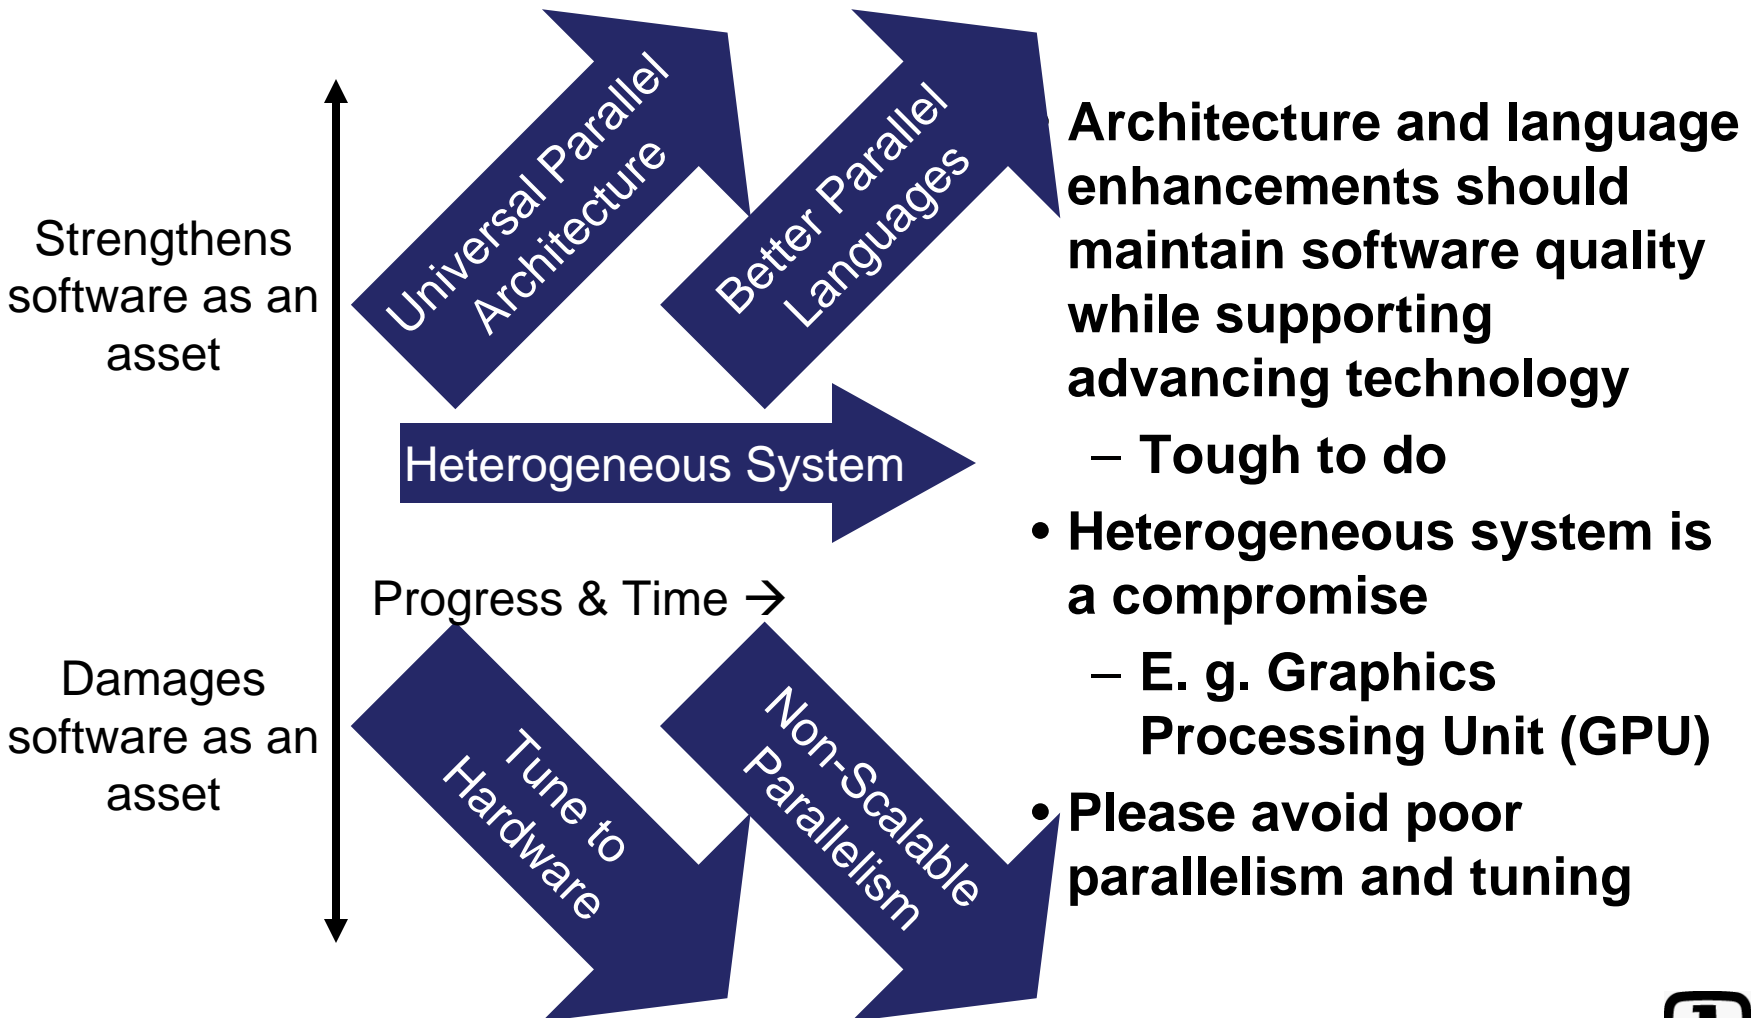 Strengthens
software as an
asset
Damages
software as an
asset
Universal Parallel
Architecture
Better Parallel
Languages
Heterogeneous System
Progress & Time →
Tune to
Hardware
Non-Scalable
Parallelism
• Architecture and language
enhancements should
maintain software quality
while supporting
advancing technology
– Tough to do
• Heterogeneous system is
a compromise
– E. g. Graphics
Processing Unit (GPU)
• Please avoid poor
parallelism and tuning